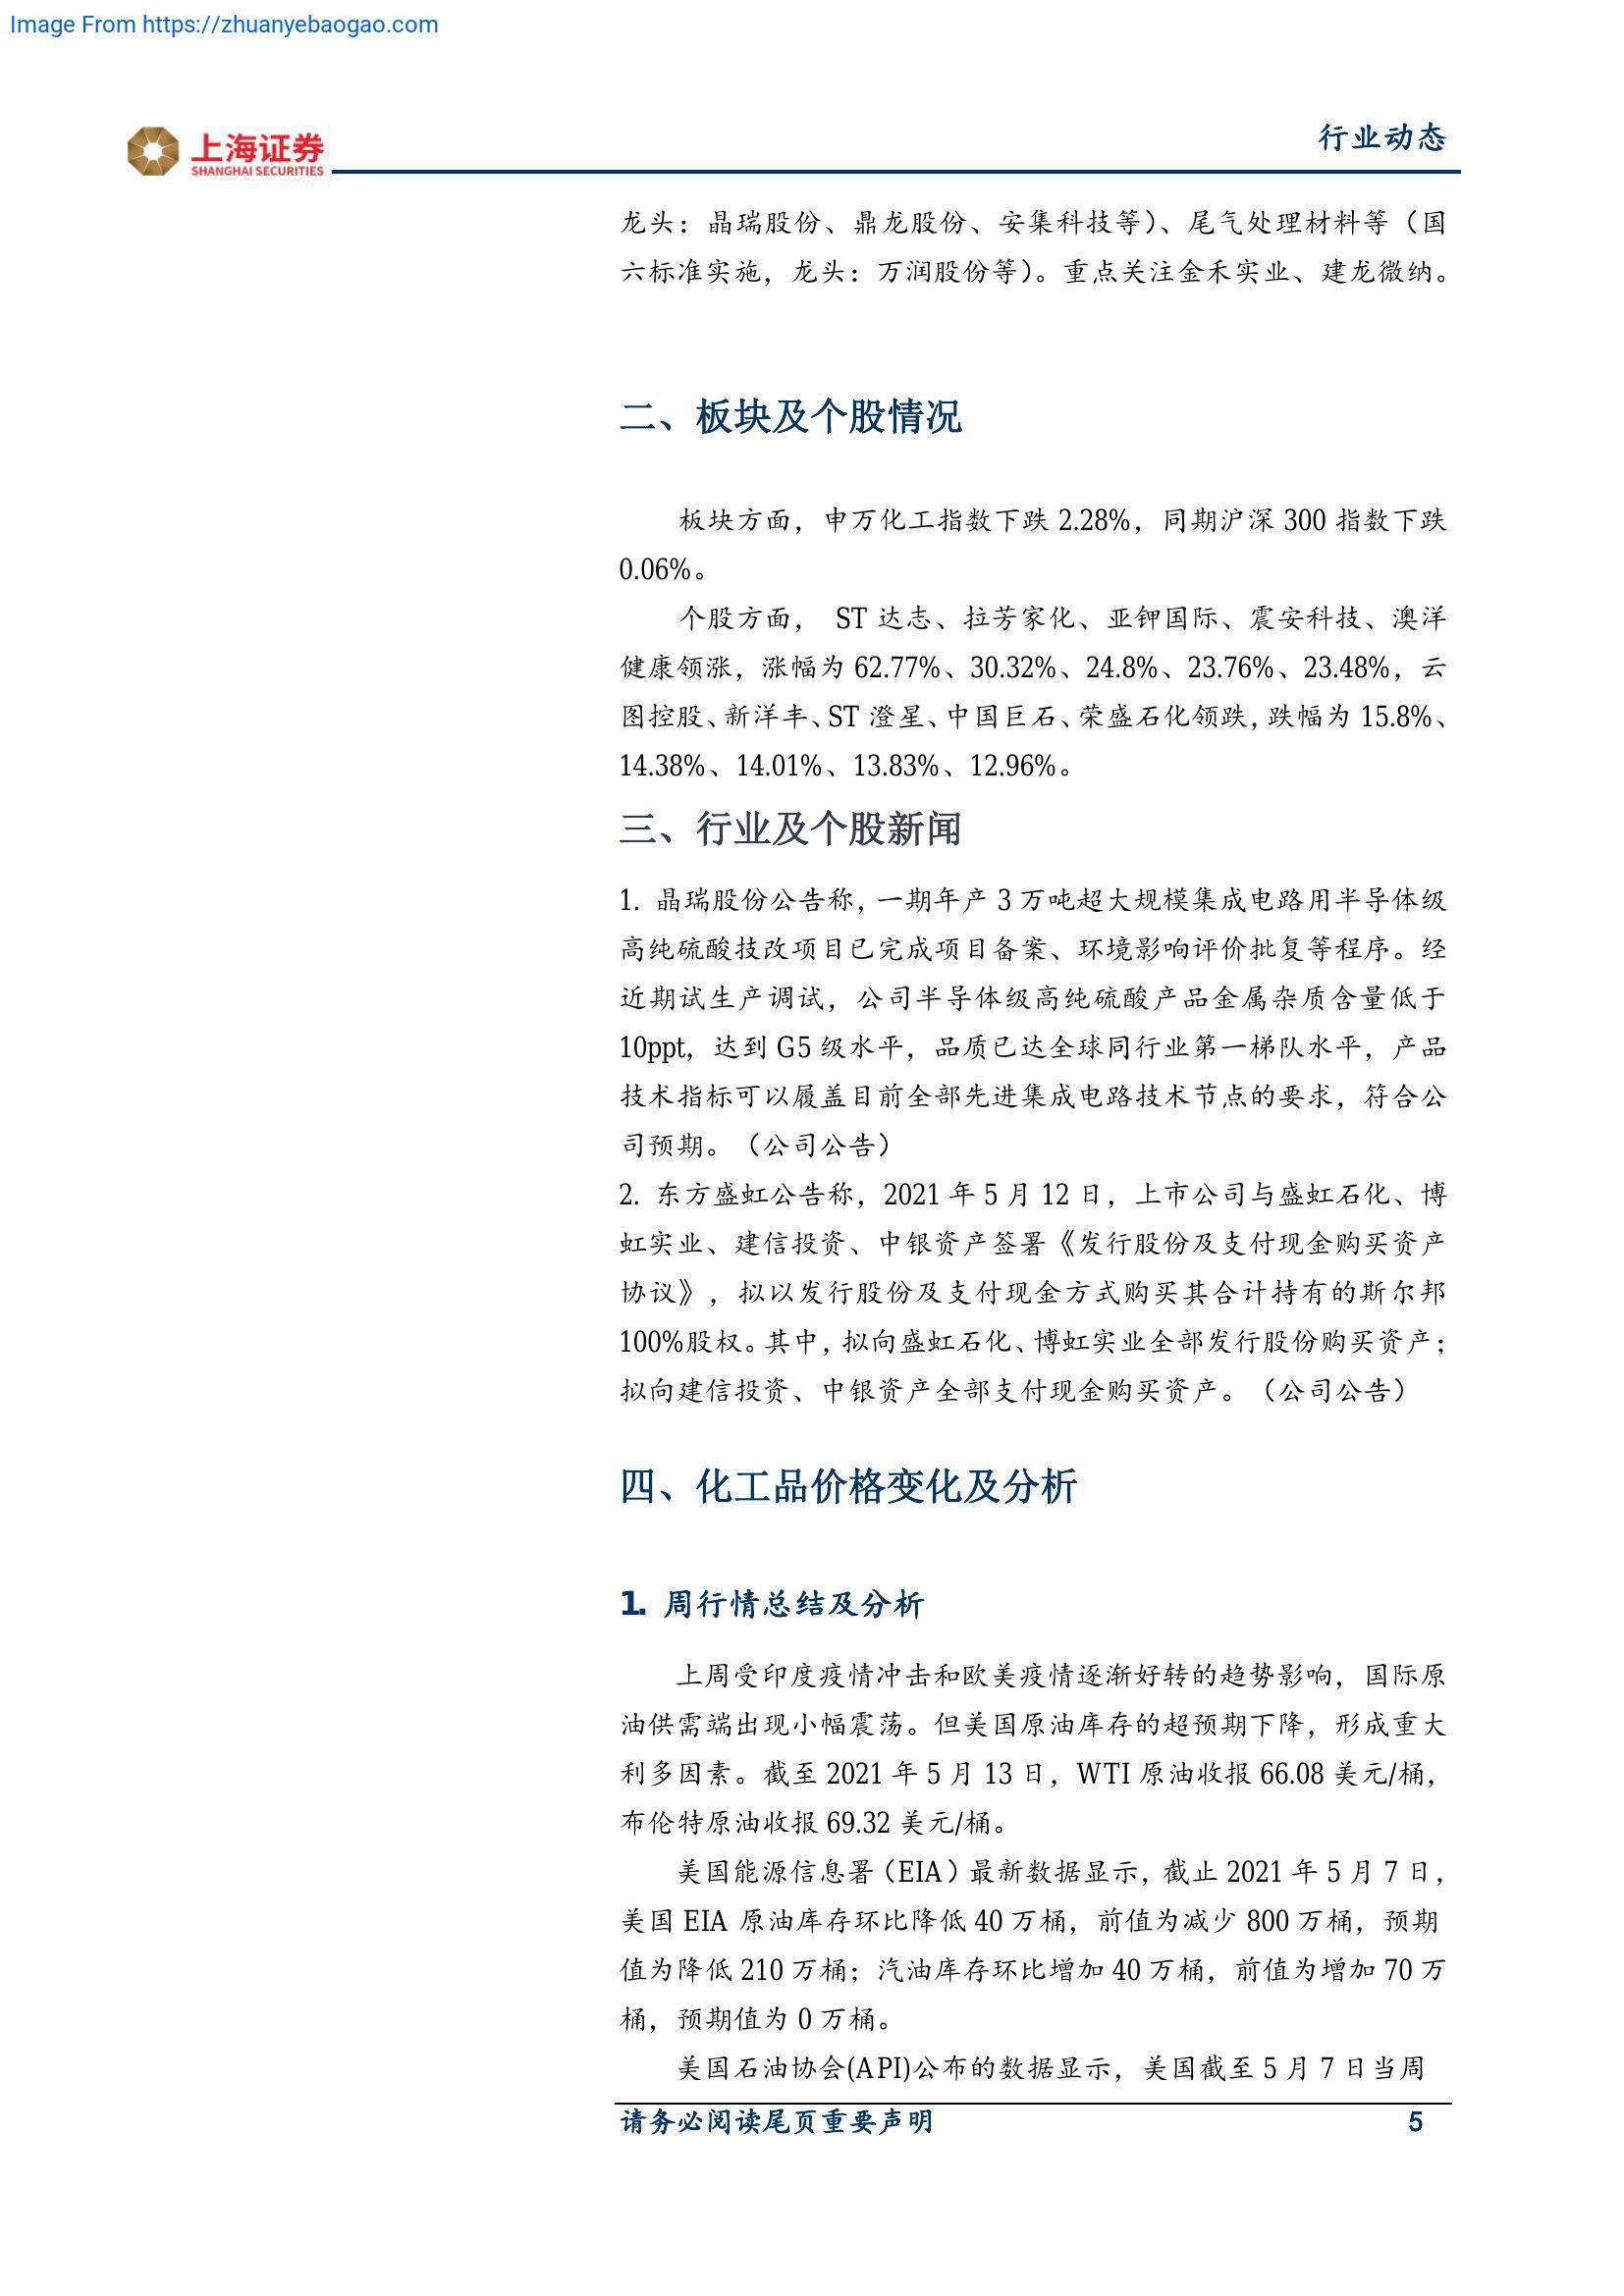 Image From https://zhuanyebaogao.com
上海证券
SHANGHAI SECURITIES
行业动态
龙头：晶瑞股份、鼎龙股份、安集科技等）、尾气处理材料等（国
六标准实施，龙头：万润股份等）。重点关注金禾实业、建龙微纳。
二、板块及个股情况
板块方面，申万化工指数下跌 2.28%，同期沪深 300 指数下跌
0.06%。
个股方面， ST 达志、拉芳家化、亚钾国际、震安科技、澳洋
健康领涨，涨幅为 62.77%、30.32%、24.8%、23.76%、23.48%，云
图控股、新洋丰、ST 澄星、中国巨石、荣盛石化领跌，跌幅为 15.8%、
14.38%、14.01%、13.83%、12.96%。
三、行业及个股新闻
1. 晶瑞股份公告称，一期年产 3 万吨超大规模集成电路用半导体级
高纯硫酸技改项目已完成项目备案、环境影响评价批复等程序。经
近期试生产调试，公司半导体级高纯硫酸产品金属杂质含量低于
10ppt，达到 G5 级水平，品质已达全球同行业第一梯队水平，产品
技术指标可以履盖目前全部先进集成电路技术节点的要求，符合公
司预期。（公司公告）
2. 东方盛虹公告称，2021 年 5 月 12 日，上市公司与盛虹石化、博
虹实业、建信投资、中银资产签署《发行股份及支付现金购买资产
协议》，拟以发行股份及支付现金方式购买其合计持有的斯尔邦
100%股权。其中，拟向盛虹石化、博虹实业全部发行股份购买资产；
拟向建信投资、中银资产全部支付现金购买资产。（公司公告）
四、化工品价格变化及分析
1. 周行情总结及分析
上周受印度疫情冲击和欧美疫情逐渐好转的趋势影响，国际原
油供需端出现小幅震荡。但美国原油库存的超预期下降，形成重大
利多因素。截至 2021 年 5 月 13 日，WTI 原油收报 66.08 美元/桶，
布伦特原油收报 69.32 美元/桶。
美国能源信息署（EIA）最新数据显示，截止 2021 年 5 月 7 日，
美国 EIA 原油库存环比降低 40 万桶，前值为减少 800 万桶，预期
值为降低 210 万桶；汽油库存环比增加 40 万桶，前值为增加 70 万
桶，预期值为 0 万桶。
美国石油协会(API)公布的数据显示，美国截至 5 月 7 日当周
请务必阅读尾页重要声明 5